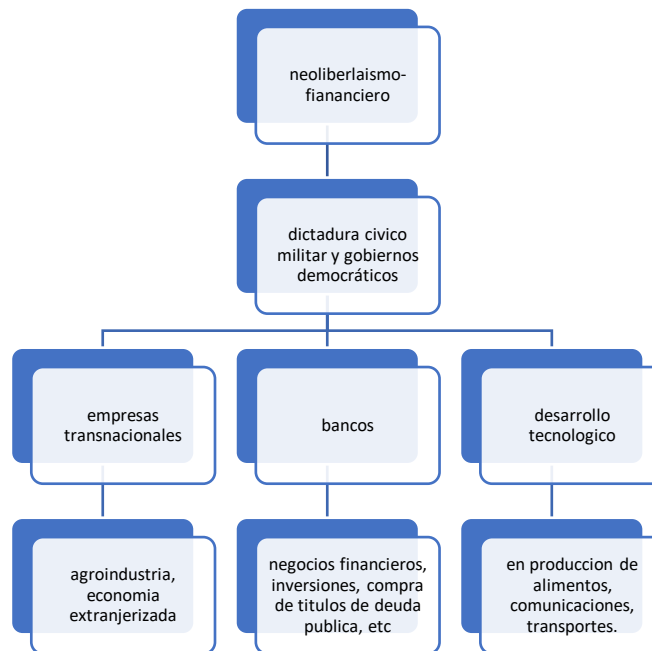 neoliberlaismo-
fiananciero
dictadura civico
militar y gobiernos
democráticos
empresas
transnacionales
bancos
desarrollo
tecnologico
agroindustria,
economia
extranjerizada
negocios financieros,
inversiones, compra
de titulos de deuda
publica, etc
en produccion de
alimentos,
comunicaciones,
transportes.